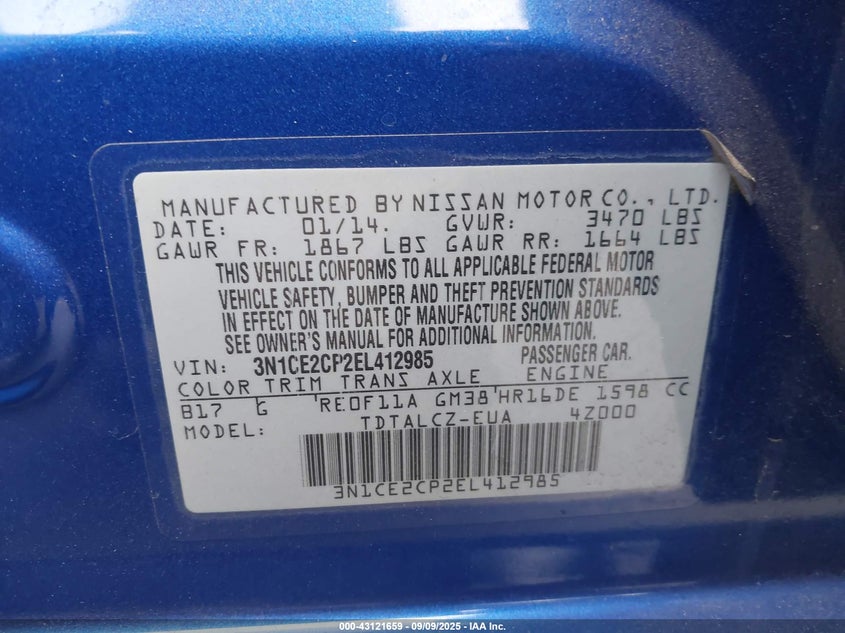 MANUFACTURED BY NISSAN MOTOR CO., LTD.
DATE: 01/14. GVWR: 3470 LBS
GAWR FR: 1867 LBS GAWR RR: 1664 LBS
THIS VEHICLE CONFORMS TO ALL APPLICABLE FEDERAL MOTOR
VEHICLE SAFETY, BUMPER AND THEFT PREVENTION STANDARDS
IN EFFECT ON THE DATE OF MANUFACTURE SHOWN ABOVE.
SEE OWNER'S MANUAL FOR ADDITIONAL INFORMATION.
VIN: 3N1CE2CP2EL412985 PASSENGER CAR.
COLOR TRIM TRANS AXLE ENGINE
B17 G RE0F11A GM38 HR16DE 1598 CC
MODEL: TDTALCZ-EUA 4Z000
3N1CE2CP2EL412985
000-43121659 - 09/09/2025 - IAA Inc.